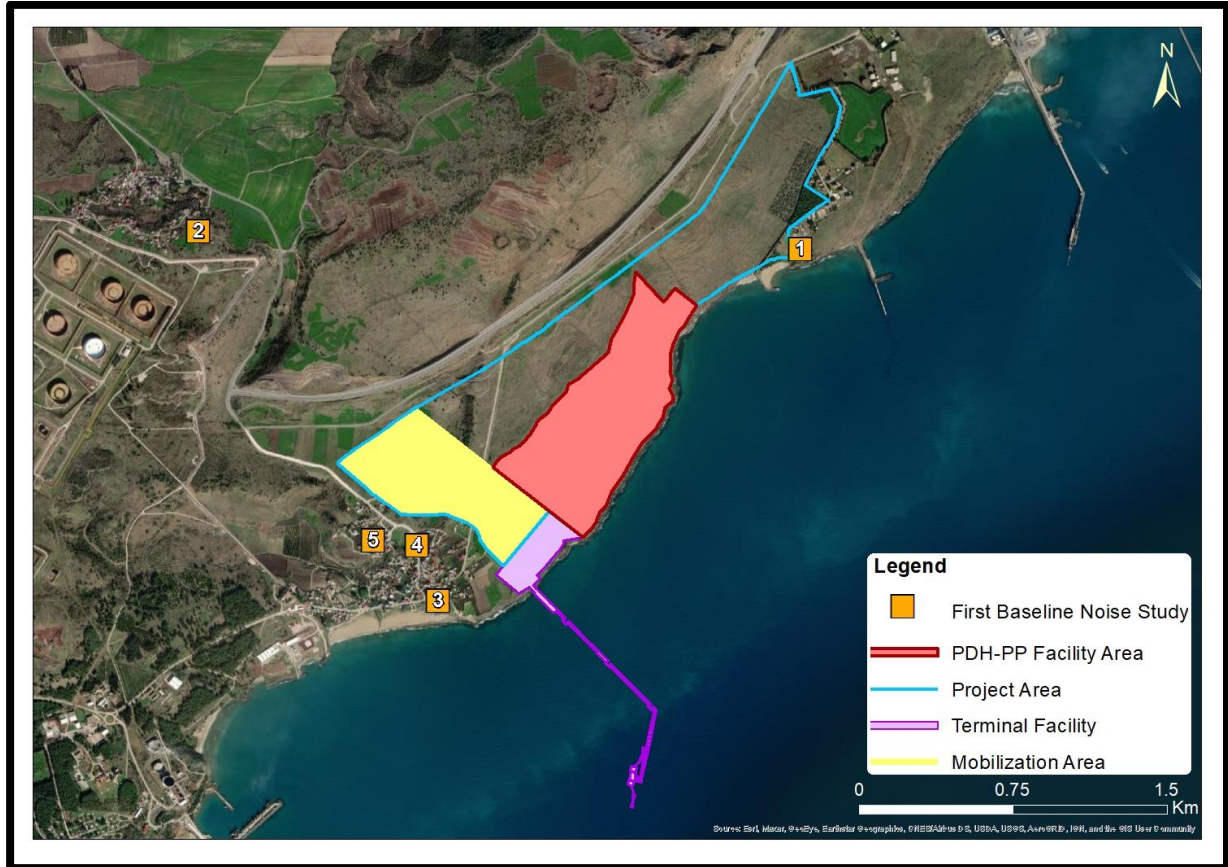 N
2
1
5
4
3
Legend
First Baseline Noise Study
PDH-PP Facility Area
Project Area
Terminal Facility
Mobilization Area
0 0.75 1.5
Km
Source: Esri, Maxar, GeoEye, Earthstar Geographics, CNES/Airbus DS, USDA, USGS, AeroGRID, IGN, and the GIS User Community